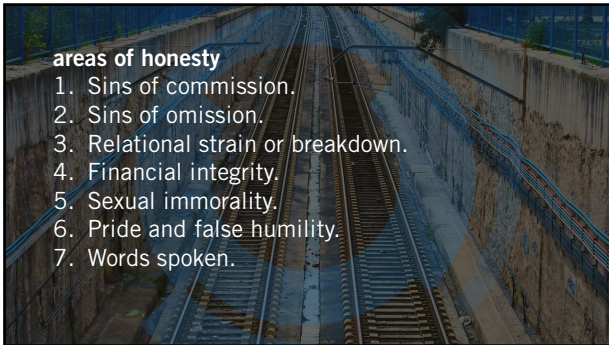 areas of honesty
1. Sins of commission.
2. Sins of omission.
3. Relational strain or breakdown.
4. Financial integrity.
5. Sexual immorality.
6. Pride and false humility.
7. Words spoken.